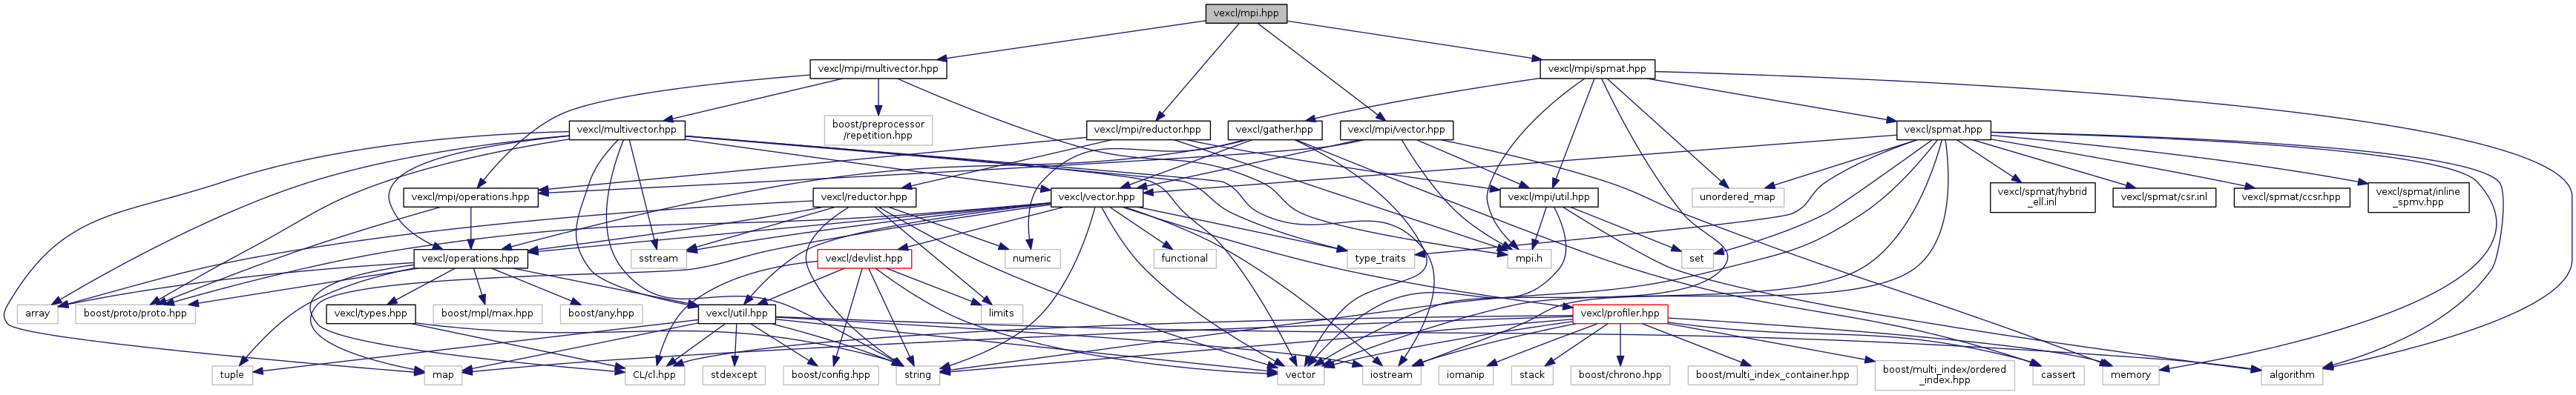 vexcl/mpi.hpp
vexcl/mpi/multivector.hpp
vexcl/mpi/spmat.hpp
boost/preprocessor
/repetition.hpp
vexcl/multivector.hpp
vexcl/mpi/reductor.hpp
vexcl/gather.hpp
vexcl/mpi/vector.hpp
vexcl/spmat.hpp
vexcl/mpi/operations.hpp
vexcl/reductor.hpp
vexcl/vector.hpp
vexcl/mpi/util.hpp
unordered_map
vexcl/spmat/hybrid
_ell.inl
vexcl/spmat/csr.inl
vexcl/spmat/ccsr.hpp
vexcl/spmat/inline
_spmv.hpp
vexcl/operations.hpp
sstream
vexcl/devlist.hpp
numeric
functional
type_traits
mpi.h
set
array
boost/proto/proto.hpp
vexcl/types.hpp
boost/mpl/max.hpp
boost/any.hpp
vexcl/util.hpp
limits
vexcl/profiler.hpp
tuple
map
CL/cl.hpp
stdexcept
boost/config.hpp
string
vector
iostream
iomanip
stack
boost/chrono.hpp
boost/multi_index_container.hpp
boost/multi_index/ordered
_index.hpp
cassert
memory
algorithm